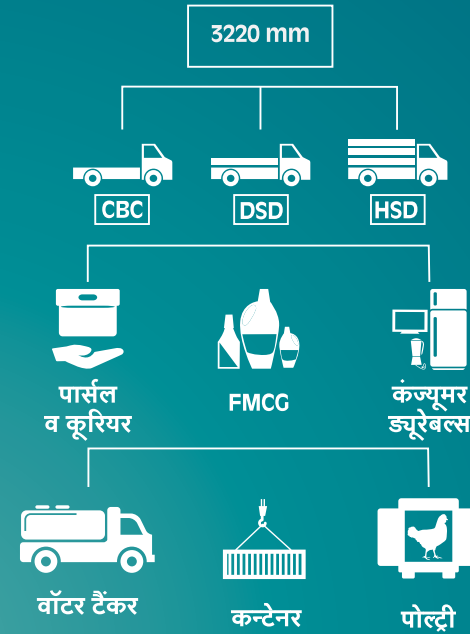 3220 mm
CBC
DSD
HSD
पार्सल
व कूरियर
FMCG
कंज्यूमर
ड्यूरेबल्स
वॉटर टैंकर
कन्टेनर
पोल्ट्री